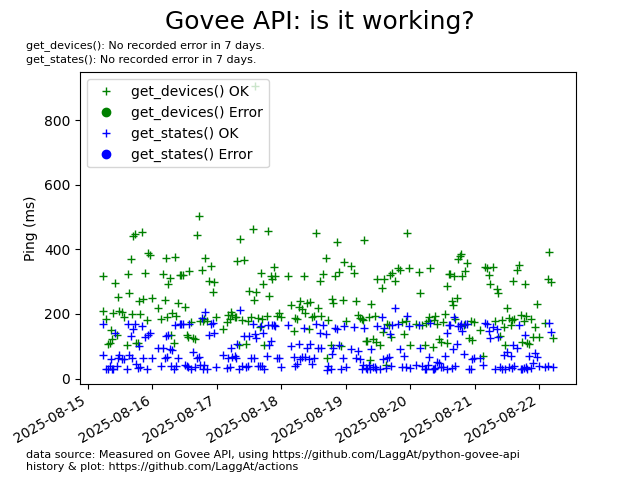 Govee API: is it working?
get_devices(): No recorded error in 7 days.
get_states(): No recorded error in 7 days.
get_devices() OK
get_devices() Error
get_states() OK
get_states() Error
Ping (ms)
800
600
400
200
0
2025-08-15
2025-08-16
2025-08-17
2025-08-18
2025-08-19
2025-08-20
2025-08-21
2025-08-22
data source: Measured on Govee API, using https://github.com/LaggAt/python-govee-api
history & plot: https://github.com/LaggAt/actions